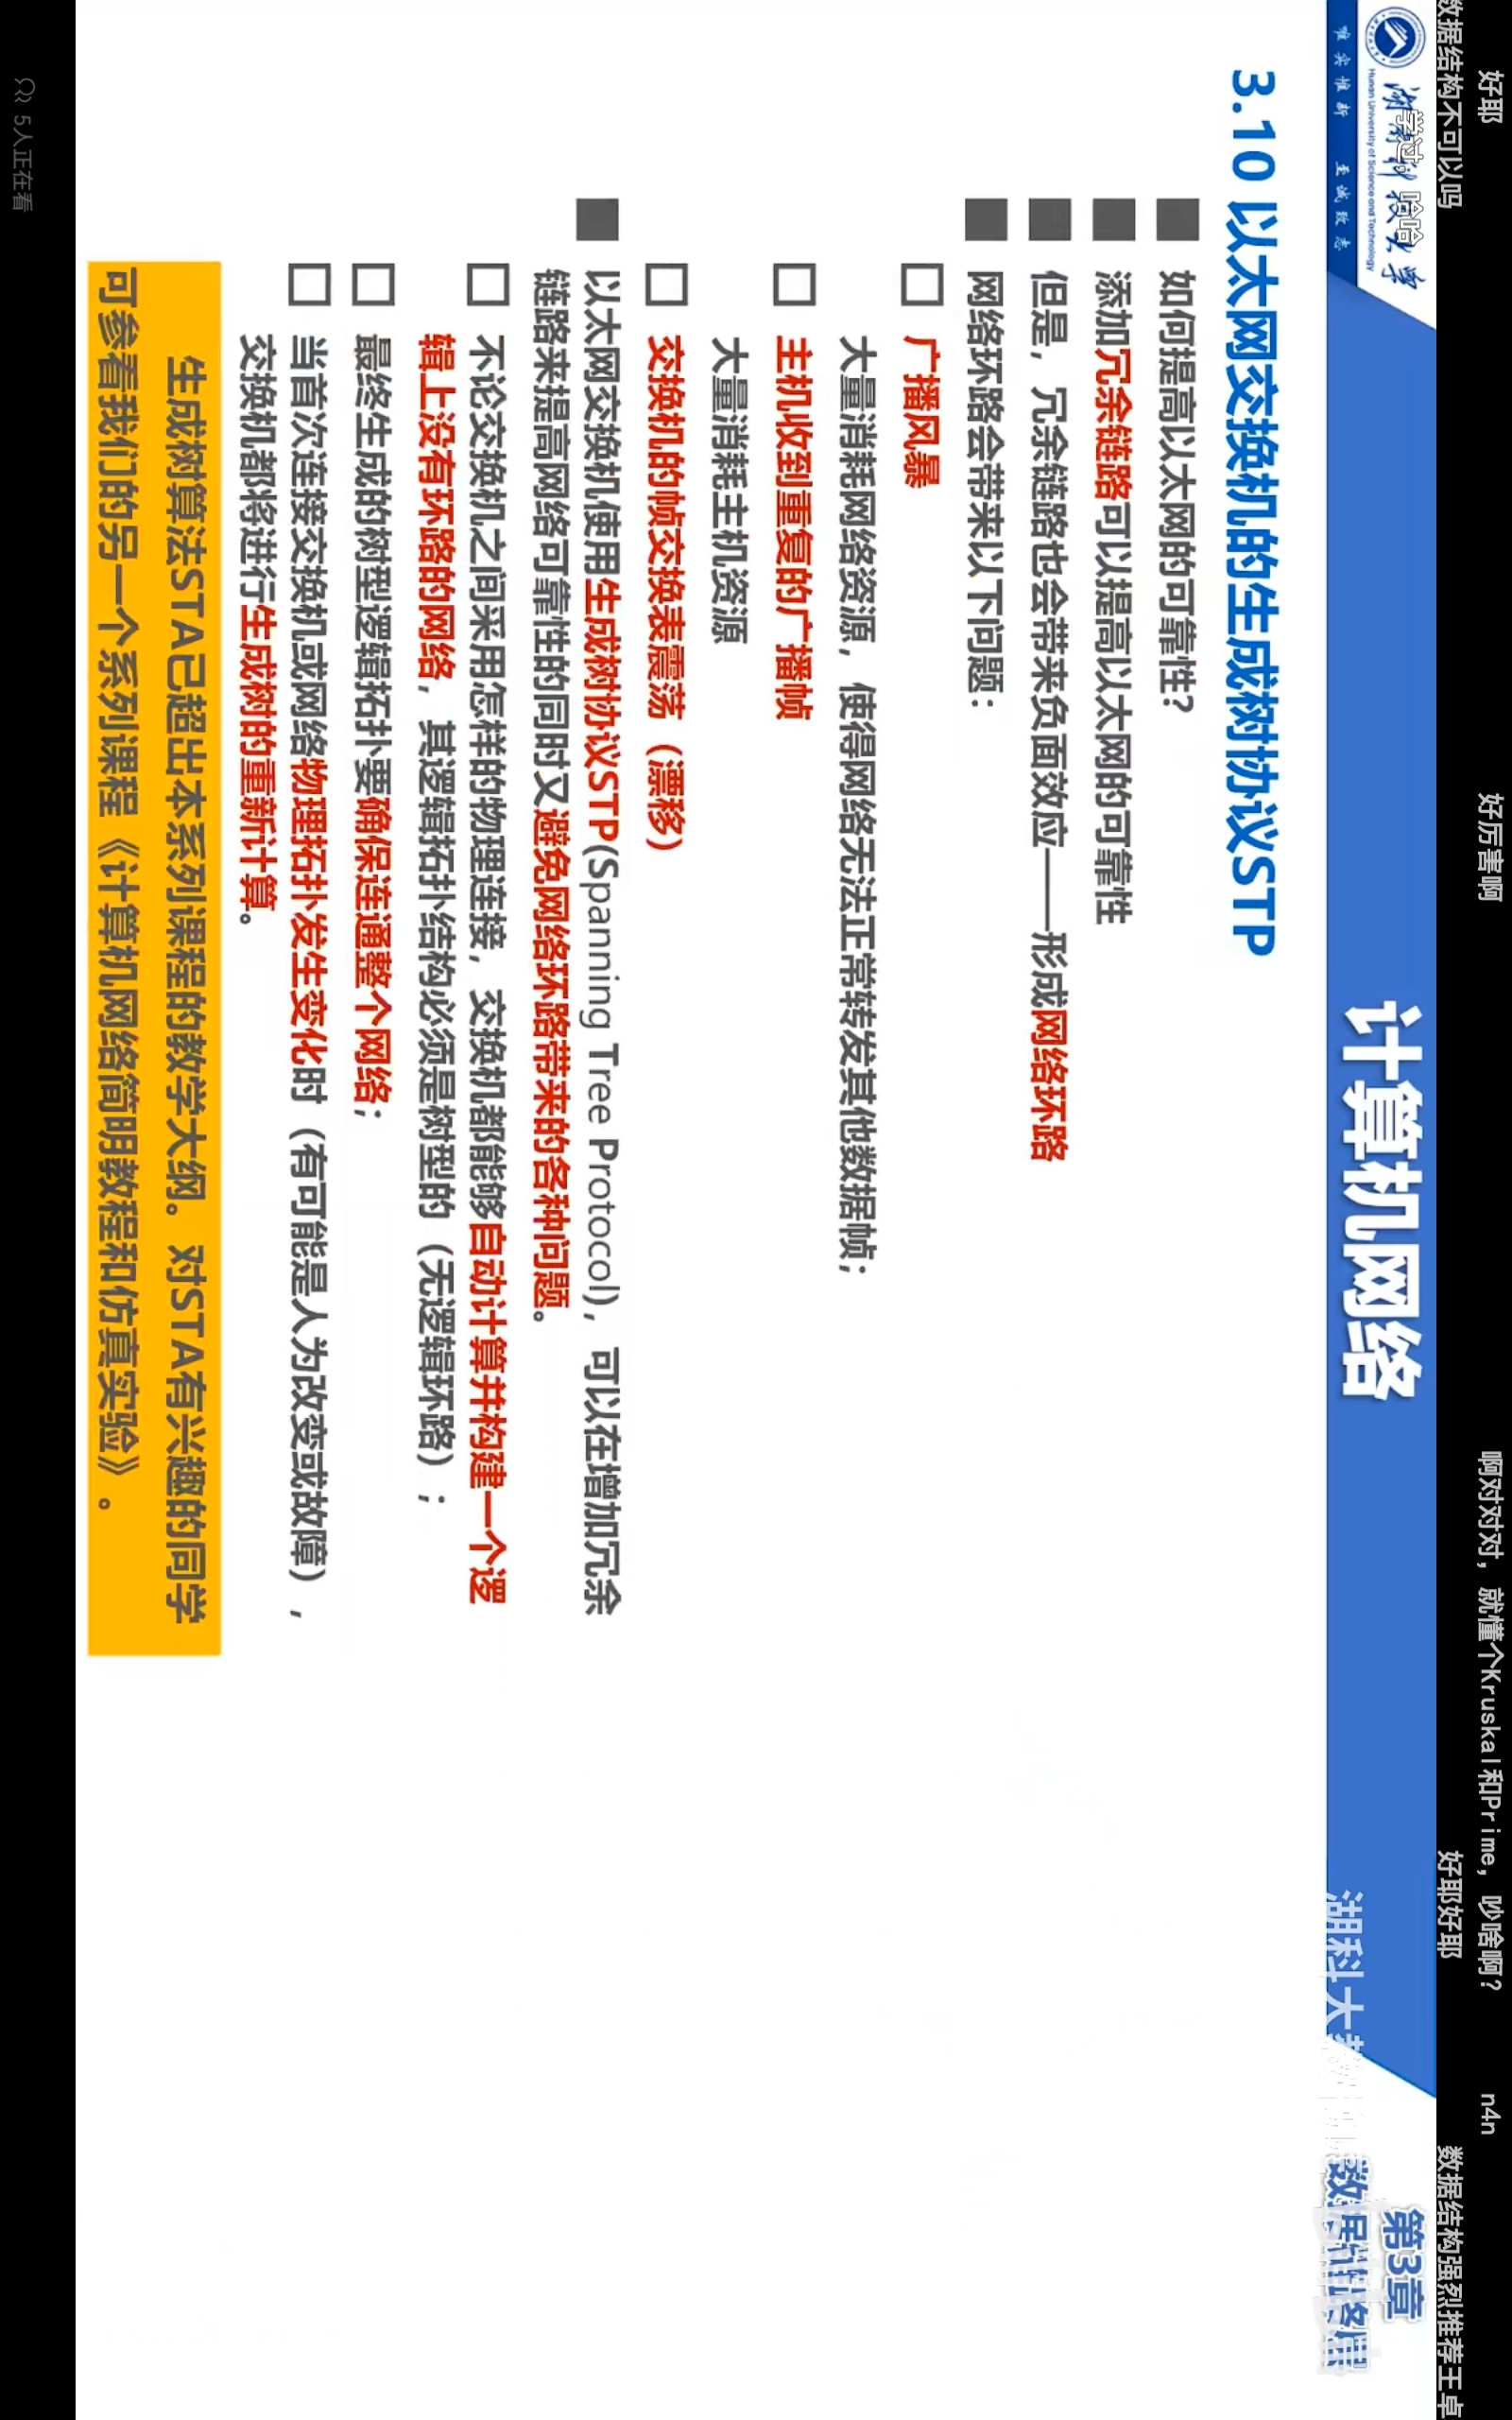 好耶
好厉害啊
啊对对对，就懂个Kruskal和Prime，吵啥啊？
n4n
数据结构不可以吗
好耶好耶
数据结构强烈推荐王卓
学过，哈哈
Hunan University of Science and Technology
唯实惟新 至诚致志
计算机网络
湖科大教
第3章
数据链路层
3.10 以太网交换机的生成树协议STP
■ 如何提高以太网的可靠性？
■ 添加冗余链路可以提高以太网的可靠性
■ 但是，冗余链路也会带来负面效应——形成网络环路
■ 网络环路会带来以下问题：
□ 广播风暴
大量消耗网络资源，使得网络无法正常转发其他数据帧；
□ 主机收到重复的广播帧
大量消耗主机资源
□ 交换机的帧交换表震荡（漂移）
■ 以太网交换机使用生成树协议STP(Spanning Tree Protocol)，可以在增加冗余
链路来提高网络可靠性的同时又避免网络环路带来的各种问题。
□ 不论交换机之间采用怎样的物理连接，交换机都能够自动计算并构建一个逻
辑上没有环路的网络，其逻辑拓扑结构必须是树型的（无逻辑环路）；
□ 最终生成的树型逻辑拓扑要确保连通整个网络；
□ 当首次连接交换机或网络物理拓扑发生变化时（有可能是人为改变或故障），
交换机都将进行生成树的重新计算。
生成树算法STA已超出本系列课程的教学大纲。对STA有兴趣的同学
可参看我们的另一个系列课程《计算机网络简明教程和仿真实验》。
5人正在看